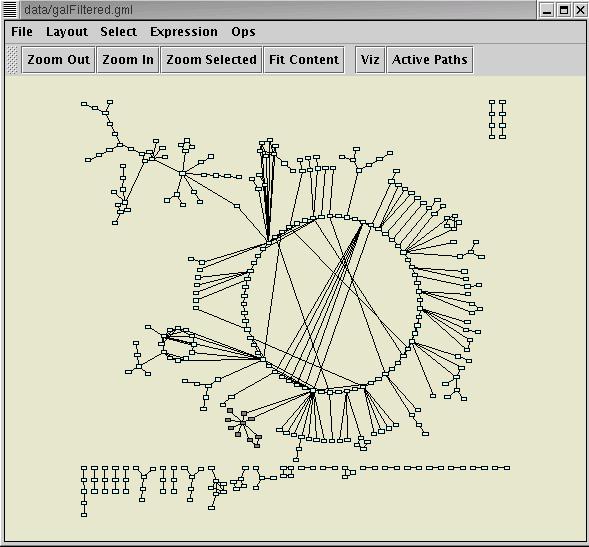 data/galFiltered.gml
File Layout Select Expression Ops
Zoom Out Zoom In Zoom Selected Fit Content Viz Active Paths